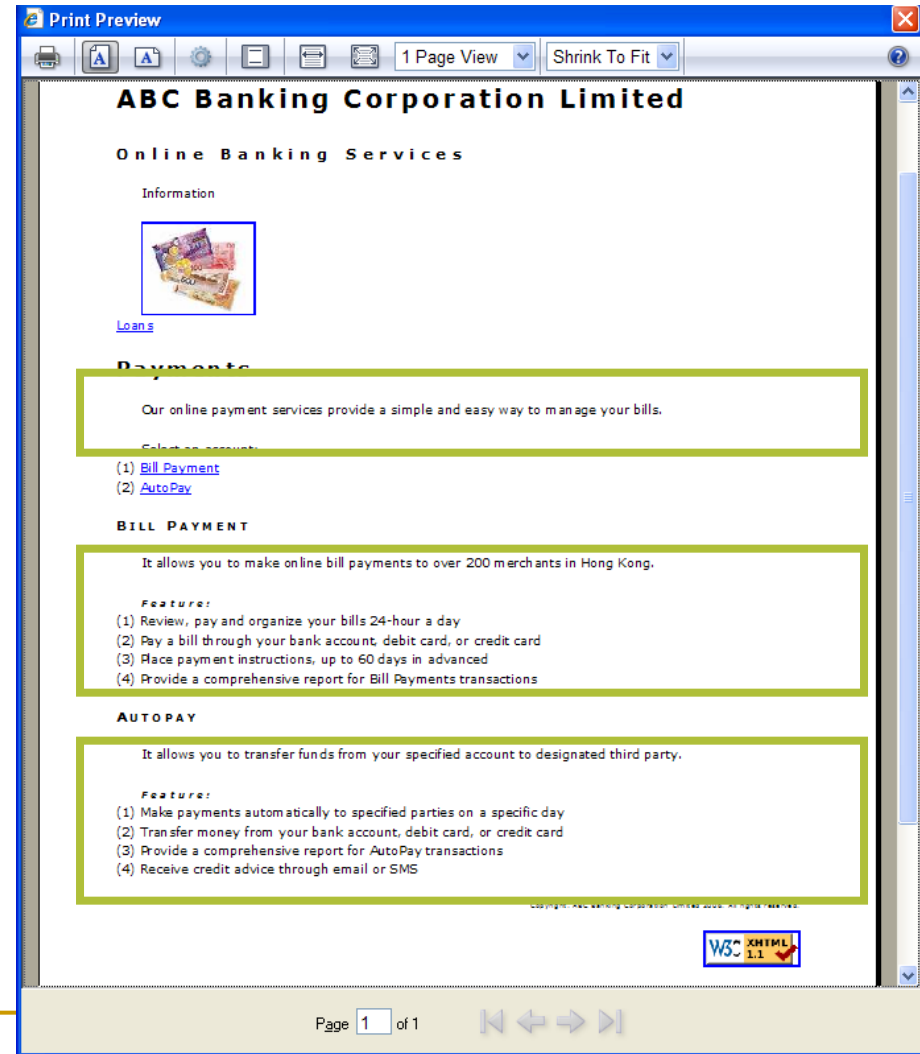 Print Preview
1 Page View
Shrink To Fit
ABC Banking Corporation Limited
Online Banking Services
Information
Loans
Payments
Our online payment services provide a simple and easy way to manage your bills.
Select an account:
(1) Bill Payment
(2) AutoPay
BILL PAYMENT
It allows you to make online bill payments to over 200 merchants in Hong Kong.
Feature:
(1) Review, pay and organize your bills 24-hour a day
(2) Pay a bill through your bank account, debit card, or credit card
(3) Place payment instructions, up to 60 days in advanced
(4) Provide a comprehensive report for Bill Payments transactions
AUTOPAY
It allows you to transfer funds from your specified account to designated third party.
Feature:
(1) Make payments automatically to specified parties on a specific day
(2) Transfer money from your bank account, debit card, or credit card
(3) Provide a comprehensive report for AutoPay transactions
(4) Receive credit advice through email or SMS
W3C XHTML 1.1
Page 1 of 1